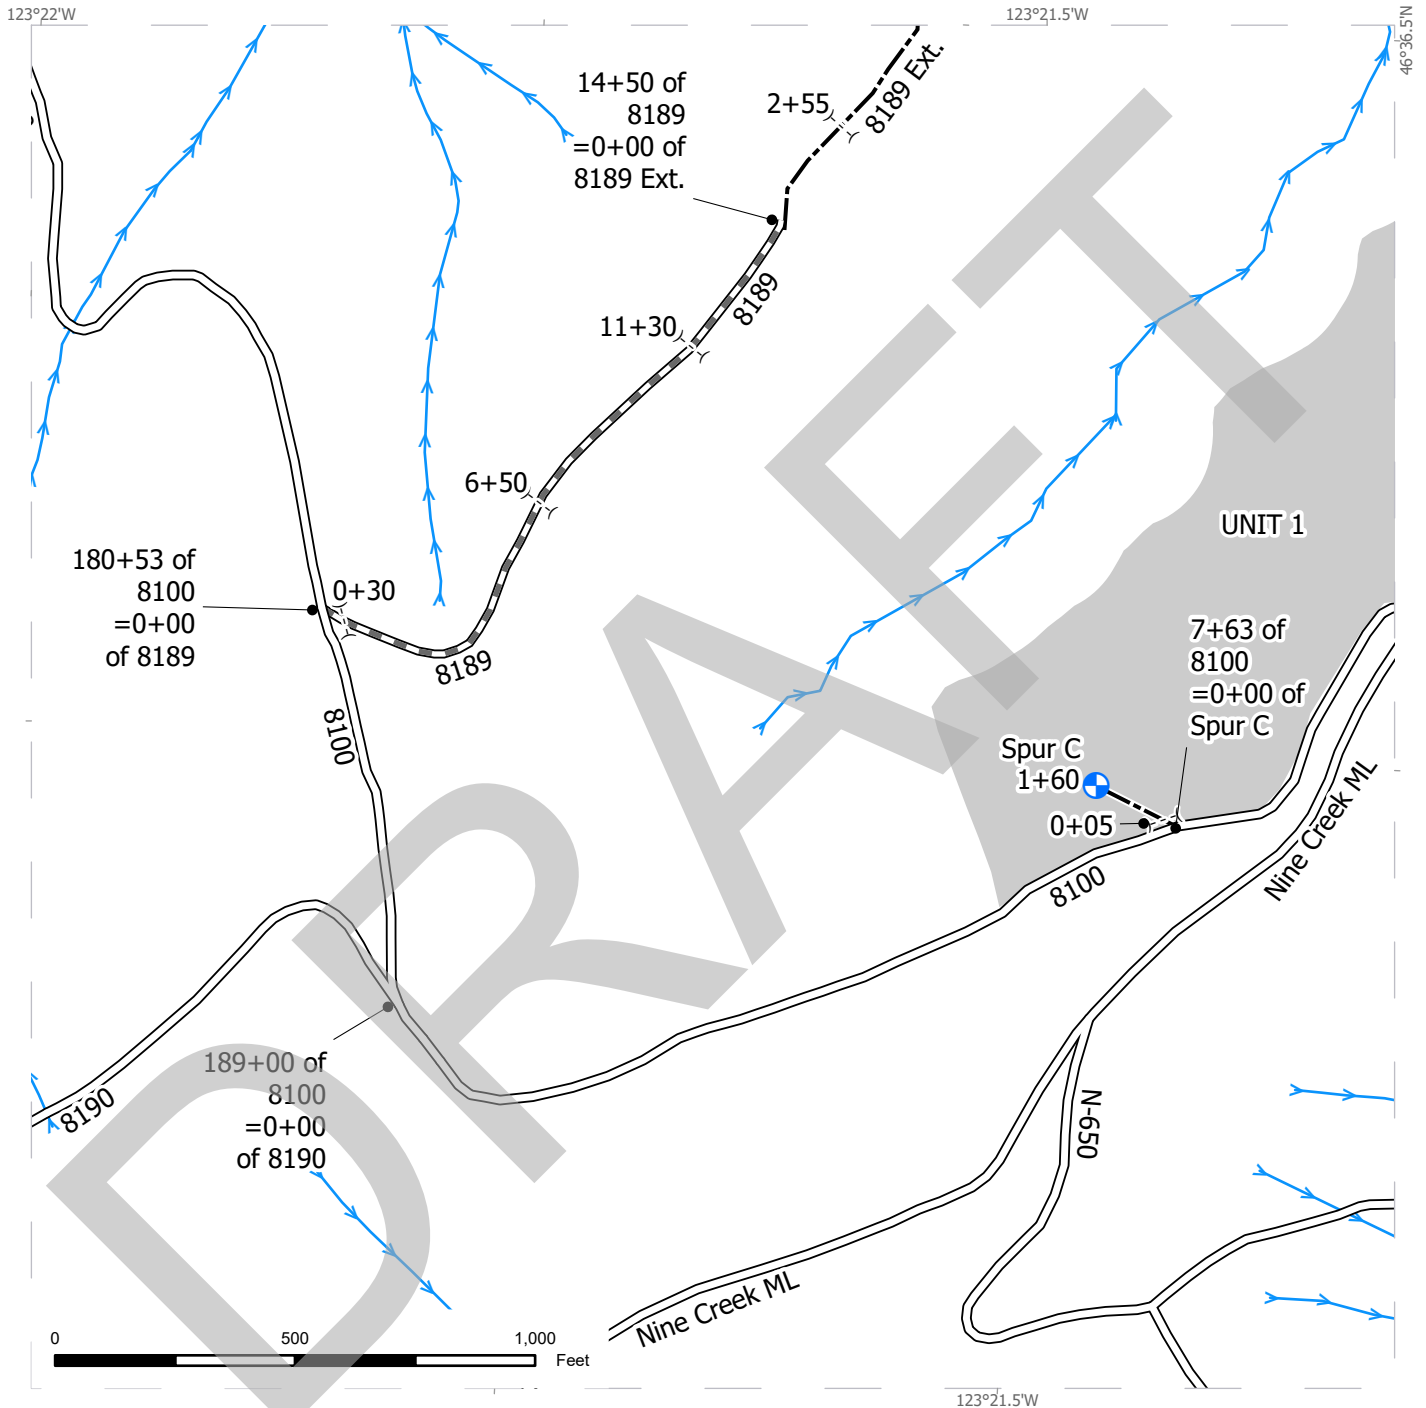 123°22'W
123°21.5'W
46°36.5'N
14+50 of
8189
=0+00 of
8189 Ext.
2+55
8189 Ext.
8189
11+30
6+50
UNIT 1
180+53 of
8100
=0+00
of 8189
0+30
8189
7+63 of
8100
=0+00 of
Spur C
8100
Spur C
1+60
0+05
Nine Creek ML
8100
DRAFT
189+00 of
8100
=0+00
of 8190
8190
N-650
Nine Creek ML
0 500 1,000
Feet
123°21.5'W